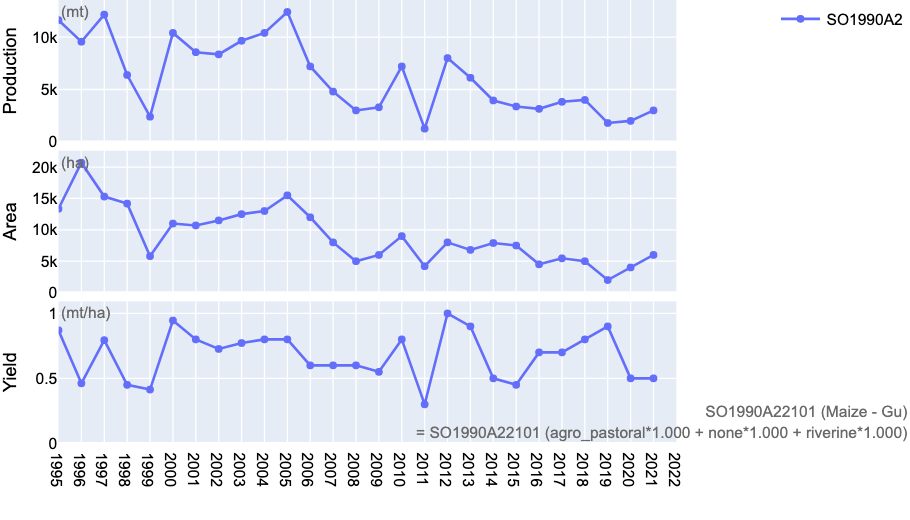 (mt)
SO1990A2
Production
10k
5k
0
(ha)
Area
20k
15k
10k
5k
0
(mt/ha)
Yield
1
0.5
0
SO1990A22101 (Maize - Gu)
= SO1990A22101 (agro_pastoral*1.000 + none*1.000 + riverine*1.000)
1995 1996 1997 1998 1999 2000 2001 2002 2003 2004 2005 2006 2007 2008 2009 2010 2011 2012 2013 2014 2015 2016 2017 2018 2019 2020 2021 2022